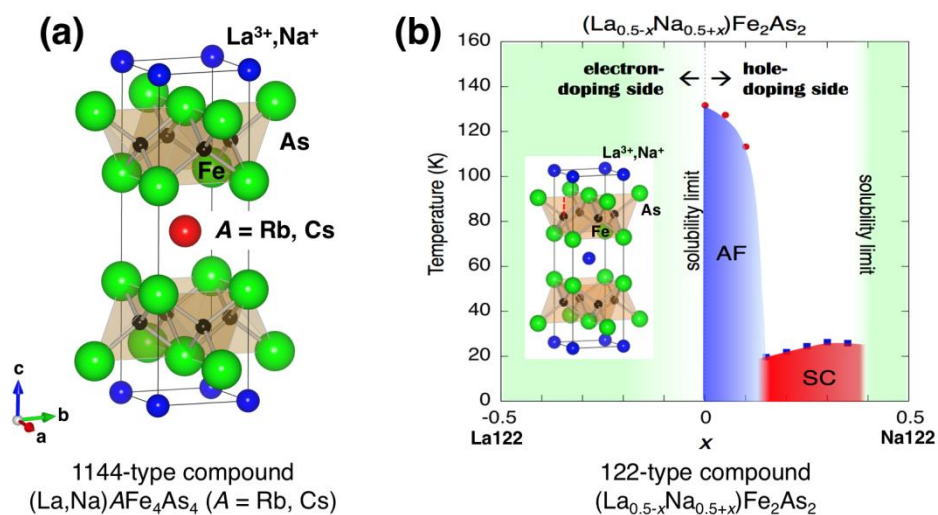 (a)
La³⁺,Na⁺
As
Fe
A = Rb, Cs
c
b
a
1144-type compound
(La,Na)AFe₄As₄ (A = Rb, Cs)
(b)
(La₀.₅₋ₓNa₀.₅₊ₓ)Fe₂As₂
160
140
120
100
80
60
40
20
0
Temperature (K)
electron-
doping side
hole-
doping side
La³⁺,Na⁺
As
Fe
solubility limit
solubility limit
AF
SC
-0.5
0
0.5
La122
x
Na122
122-type compound
(La₀.₅₋ₓNa₀.₅₊ₓ)Fe₂As₂